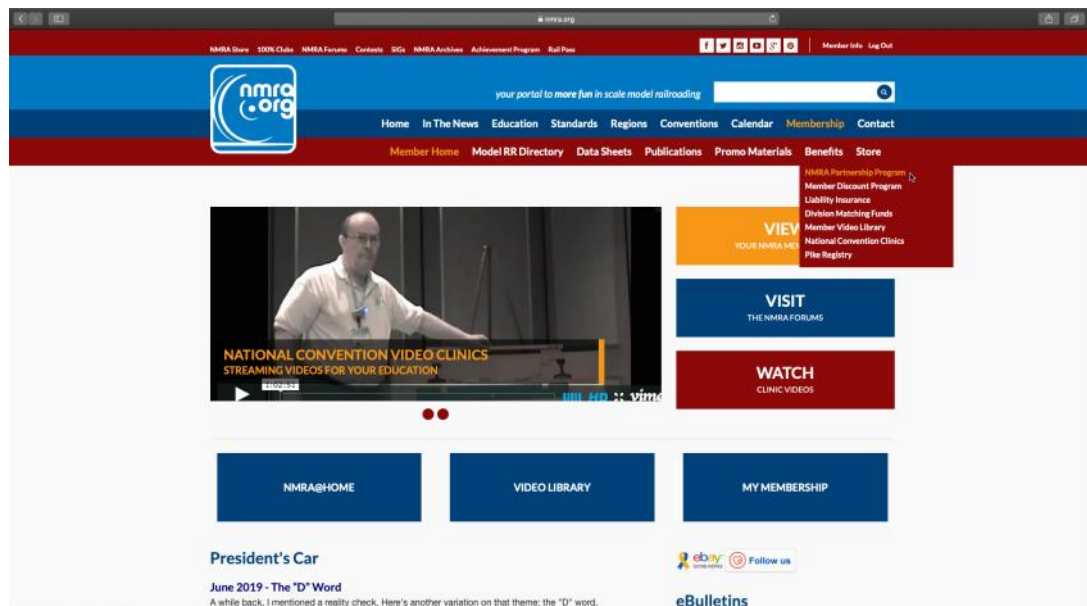 nmra.org
NMRA Store 100% Clubs NMRA Forums Contests SIGs NMRA Archives Achievement Program Rail Pass
Member Info Log Out
nmra
.org
your portal to more fun in scale model railroading
Home In The News Education Standards Regions Conventions Calendar Membership Contact
Member Home Model RR Directory Data Sheets Publications Promo Materials Benefits Store
NMRA Partnership Program
Member Discount Program
Liability Insurance
Division Matching Funds
Member Video Library
National Convention Clinics
Pike Registry
VIEW
YOUR NMRA
VISIT
THE NMRA FORUMS
NATIONAL CONVENTION VIDEO CLINICS
STREAMING VIDEOS FOR YOUR EDUCATION
1:02:51
HD
WATCH
CLINIC VIDEOS
NMRA@HOME VIDEO LIBRARY MY MEMBERSHIP
President's Car
ebay
Follow us
June 2019 - The "D" Word
A while back, I mentioned a reality check. Here's another variation on that theme: the "D" word.
eBulletins